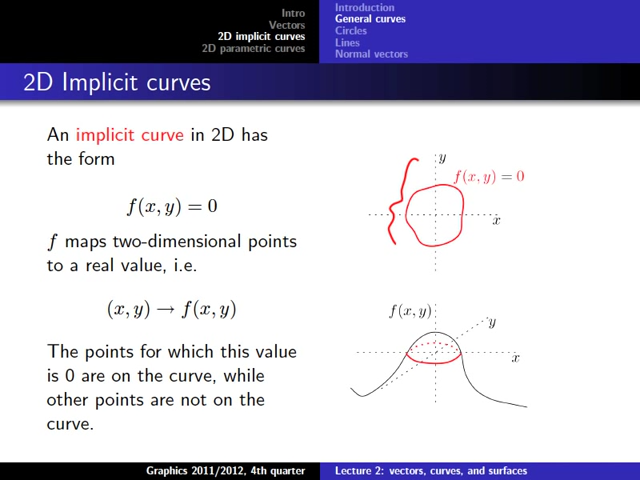 Intro
Vectors
2D implicit curves
2D parametric curves
Introduction
General curves
Circles
Lines
Normal vectors
2D Implicit curves
An implicit curve in 2D has
the form
f(x, y) = 0
f maps two-dimensional points
to a real value, i.e.
(x, y) → f(x, y)
The points for which this value
is 0 are on the curve, while
other points are not on the
curve.
y
f(x, y) = 0
x
f(x, y)
y
x
Graphics 2011/2012, 4th quarter
Lecture 2: vectors, curves, and surfaces